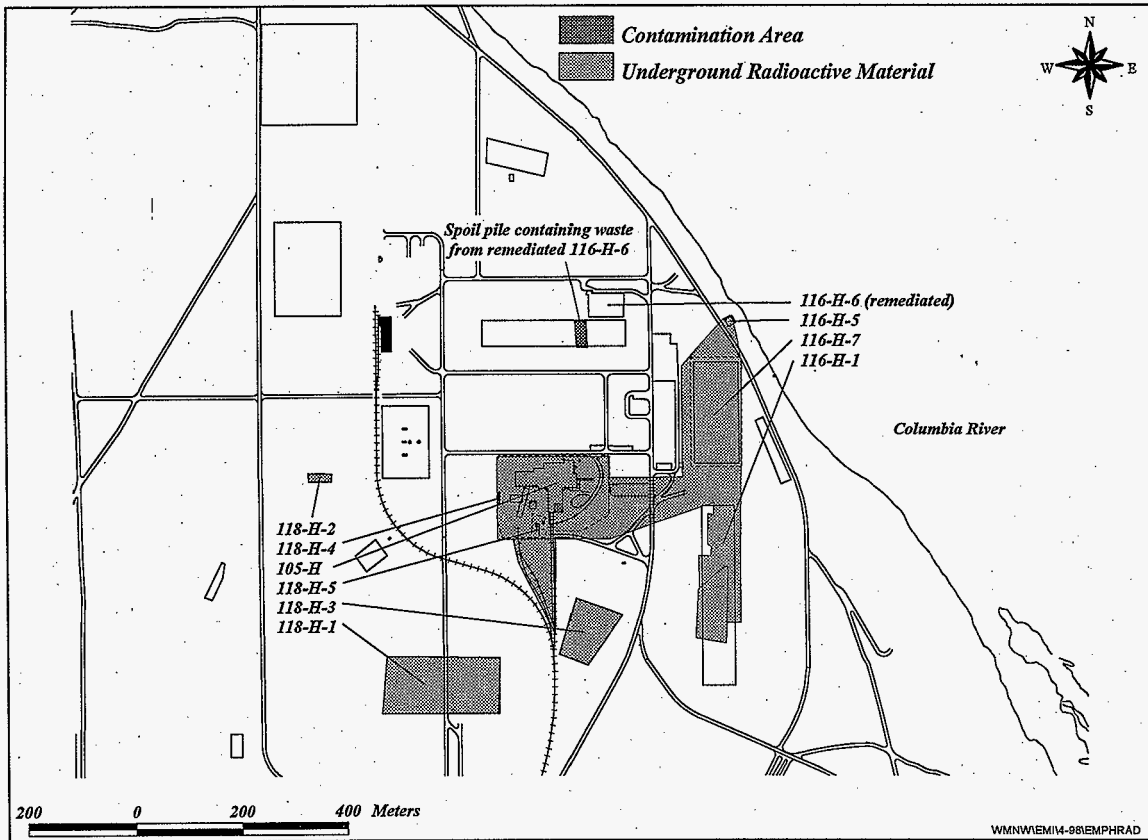 Contamination Area
Underground Radioactive Material
N
W E
S
Spoil pile containing waste
from remediated 116-H-6
116-H-6 (remediated)
116-H-5
116-H-7
116-H-1
Columbia River
118-H-2
118-H-4
105-H
118-H-5
118-H-3
118-H-1
200 0 200 400 Meters
WMNW\EMI\4-98\EMPHRAD